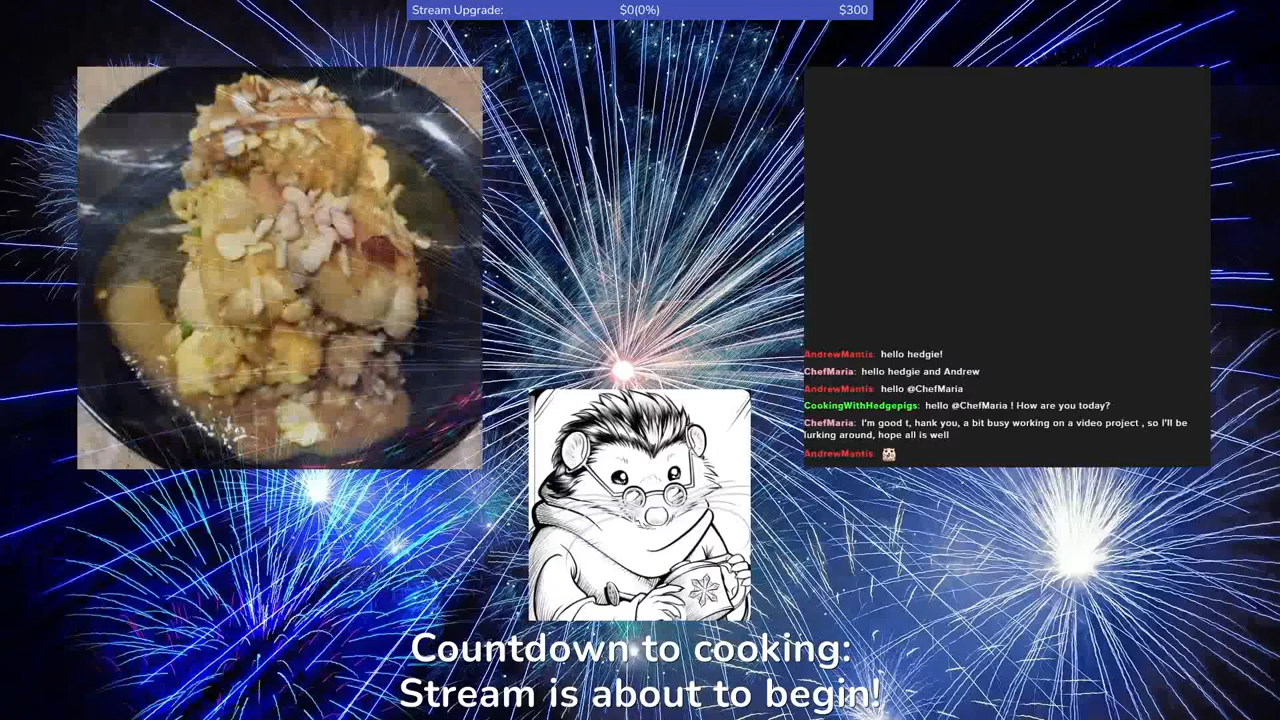 Stream Upgrade: $0(0%) $300
AndrewMantis: hello hedgie!
ChefMaria: hello hedgie and Andrew
AndrewMantis: hello @ChefMaria
CookingWithHedgepigs: hello @ChefMaria ! How are you today?
ChefMaria: I'm good t, hank you, a bit busy working on a video project , so I'll be
lurking around, hope all is well
AndrewMantis:
Countdown to cooking:
Stream is about to begin!